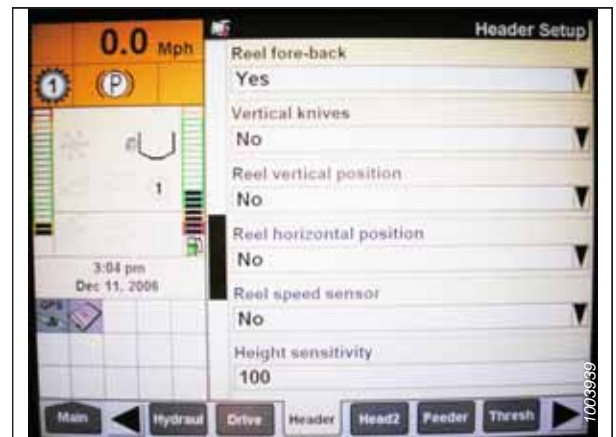 0.0 Mph
Header Setup
1
(P)
1
3:04 pm
Dec 11, 2006
GPS
Reel fore-back
Yes
Vertical knives
No
Reel vertical position
No
Reel horizontal position
No
Reel speed sensor
No
Height sensitivity
100
Main
Hydraul
Drive
Header
Head2
Feeder
Thresh
1003939